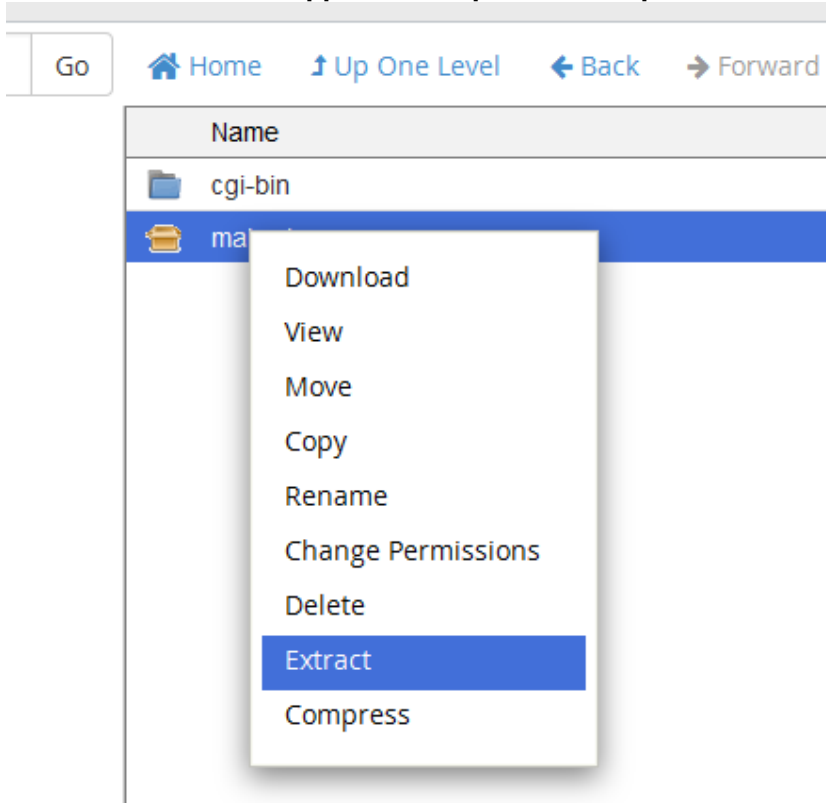 Go Home Up One Level Back Forward
Name
cgi-bin
Download
View
Move
Copy
Rename
Change Permissions
Delete
Extract
Compress